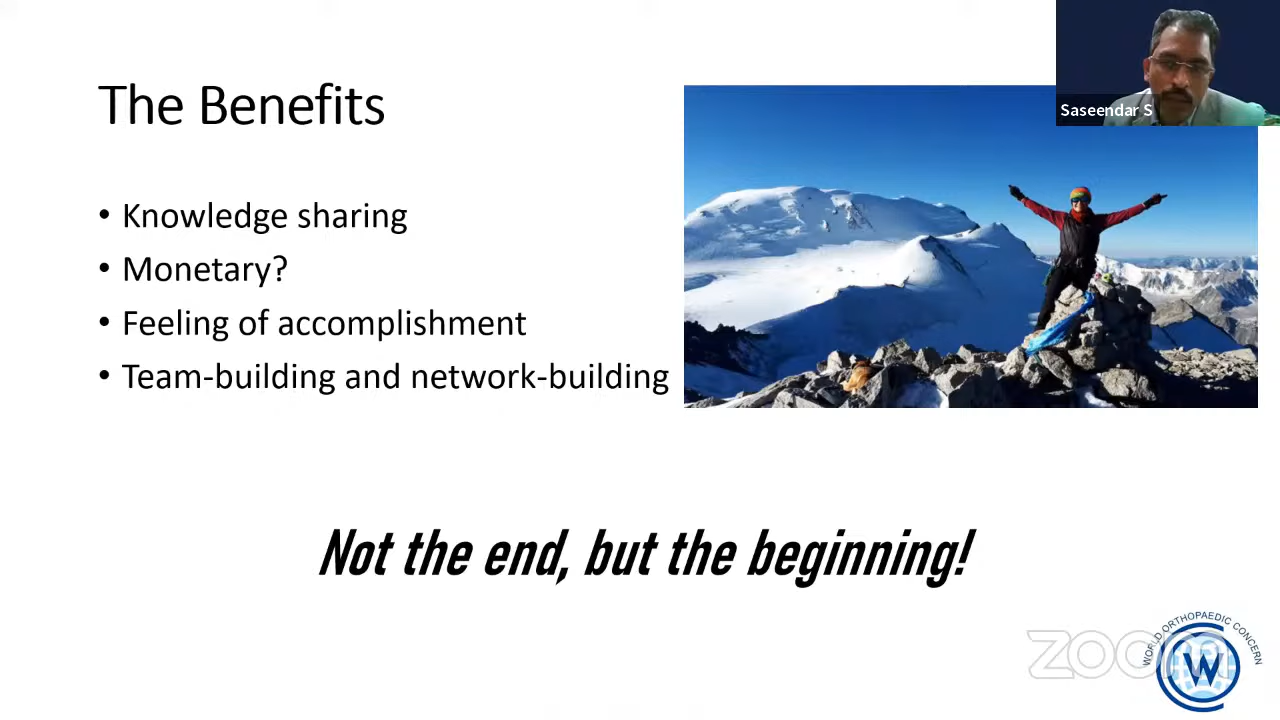 The Benefits
Saseendar S
• Knowledge sharing
• Monetary?
• Feeling of accomplishment
• Team-building and network-building
Not the end, but the beginning!
WORLD ORTHOPAEDIC CONCERN
zoom
W